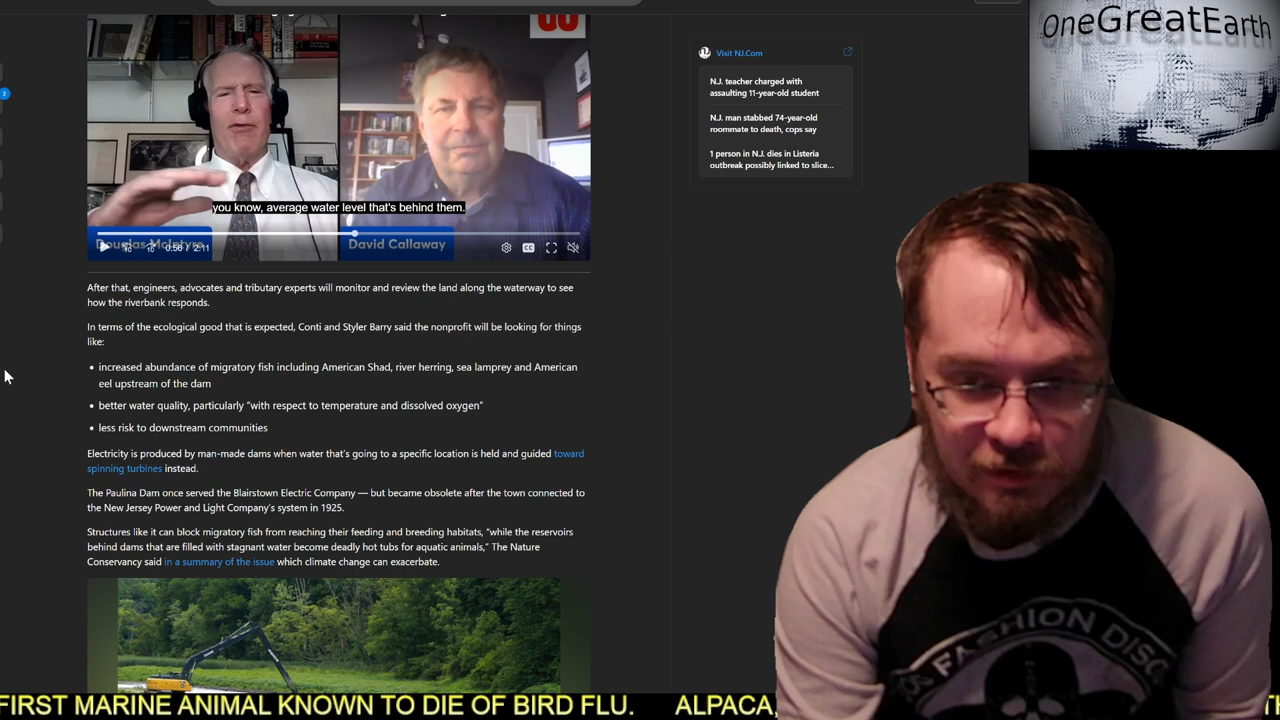 OneGreatEarth
you know, average water level that's behind them.
Douglas McIntyre
0:56 / 2:11
CC
David Callaway
3
Visit NJ.Com
N.J. teacher charged with
assaulting 11-year-old student
N.J. man stabbed 74-year-old
roommate to death, cops say
1 person in N.J. dies in Listeria
outbreak possibly linked to slice...
After that, engineers, advocates and tributary experts will monitor and review the land along the waterway to see
how the riverbank responds.
In terms of the ecological good that is expected, Conti and Styler Barry said the nonprofit will be looking for things
like:
• increased abundance of migratory fish including American Shad, river herring, sea lamprey and American
eel upstream of the dam
• better water quality, particularly “with respect to temperature and dissolved oxygen”
• less risk to downstream communities
Electricity is produced by man-made dams when water that's going to a specific location is held and guided toward
spinning turbines instead.
The Paulina Dam once served the Blairstown Electric Company — but became obsolete after the town connected to
the New Jersey Power and Light Company's system in 1925.
Structures like it can block migratory fish from reaching their feeding and breeding habitats, “while the reservoirs
behind dams that are filled with stagnant water become deadly hot tubs for aquatic animals,” The Nature
Conservancy said in a summary of the issue which climate change can exacerbate.
FASHION
FIRST MARINE ANIMAL KNOWN TO DIE OF BIRD FLU. ALPACA,